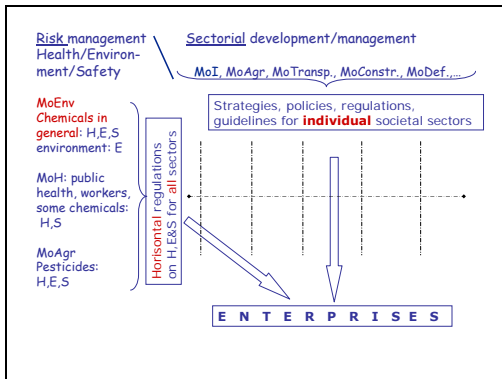 Risk management
Health/Environ-
ment/Safety
Sectorial development/management
MoI, MoAgr, MoTransp., MoConstr., MoDef.,…
Strategies, policies, regulations,
guidelines for individual societal sectors
MoEnv
Chemicals in
general: H,E,S
environment: E
MoH: public
health, workers,
some chemicals:
H,S
MoAgr
Pesticides:
H,E,S
Horisontal regulations
on H,E&S for all sectors
E N T E R P R I S E S